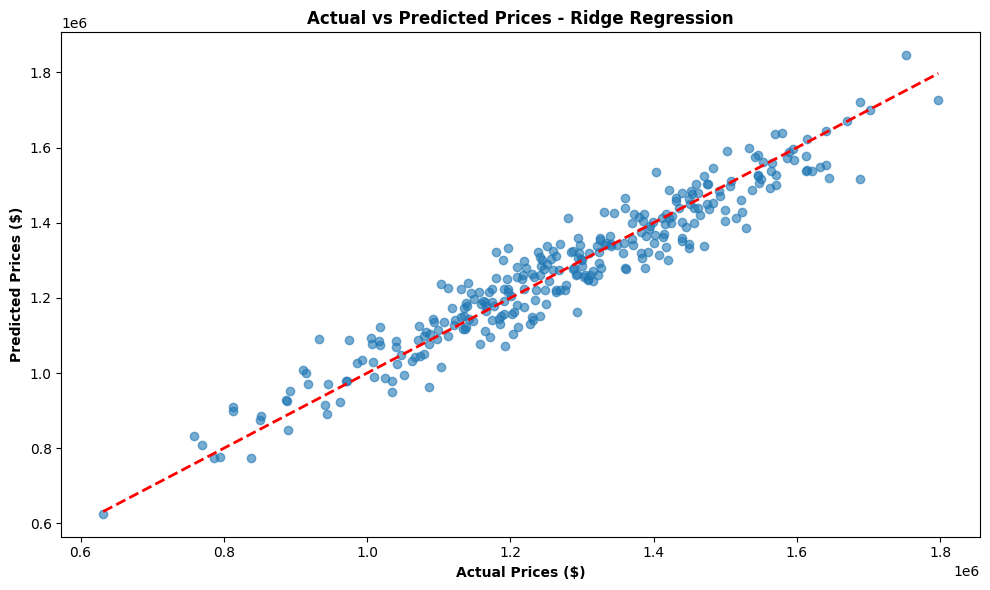 Actual vs Predicted Prices - Ridge Regression
1e6
1.8
1.6
1.4
1.2
1.0
0.8
0.6
Predicted Prices ($)
0.6 0.8 1.0 1.2 1.4 1.6 1.8
1e6
Actual Prices ($)